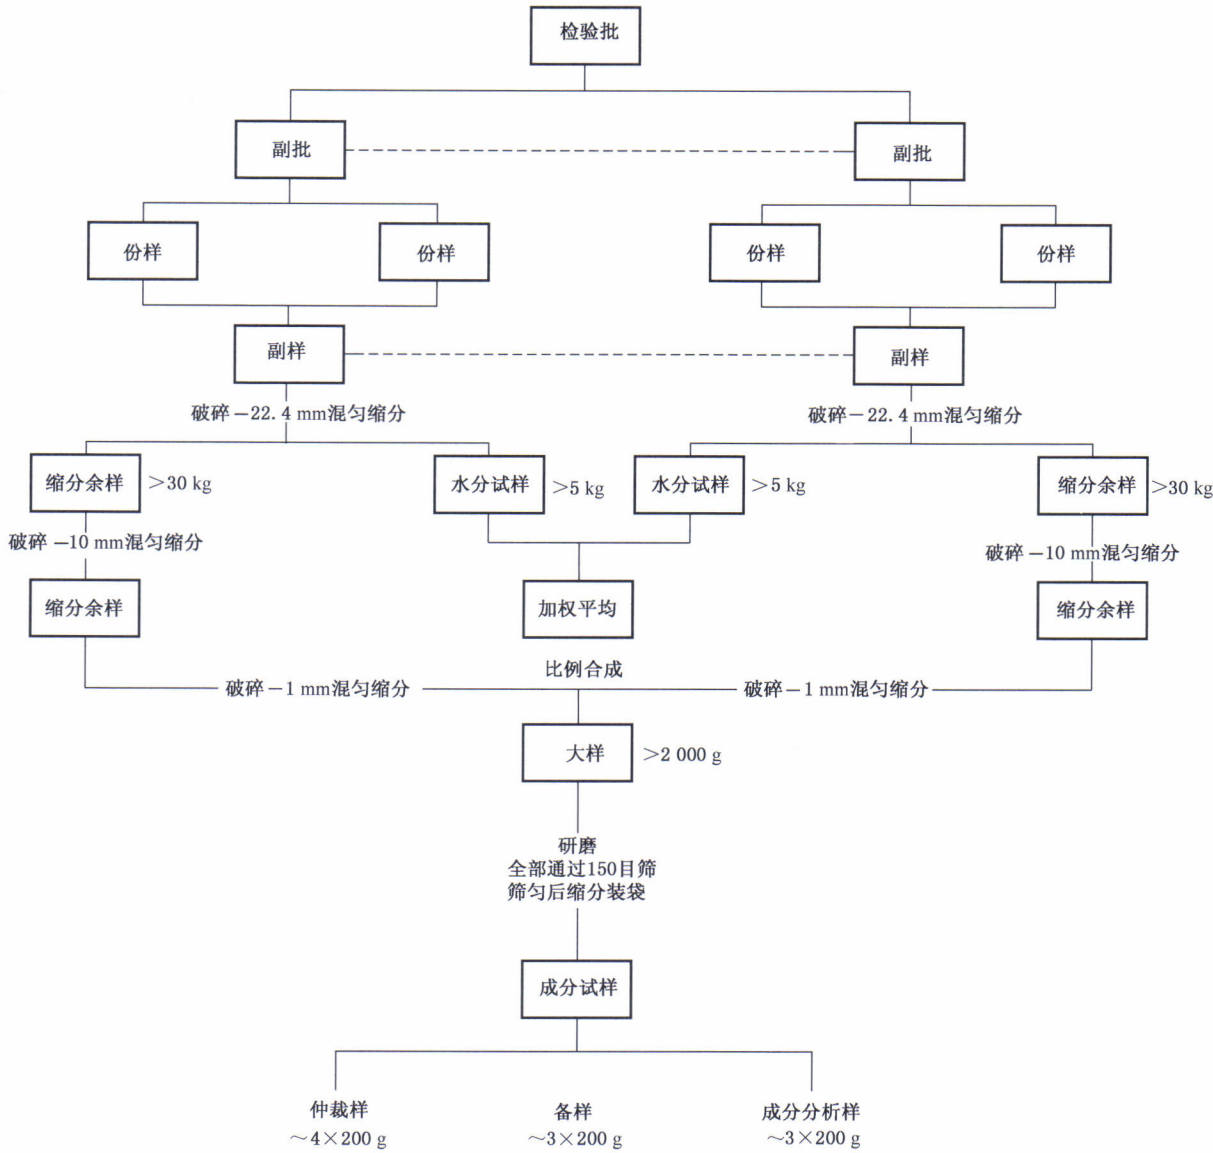 检验批
副批
副批
份样
份样
份样
份样
副样
副样
破碎－22.4 mm混匀缩分
破碎－22.4 mm混匀缩分
缩分余样
>30 kg
水分试样
>5 kg
水分试样
>5 kg
缩分余样
>30 kg
破碎－10 mm混匀缩分
破碎－10 mm混匀缩分
缩分余样
加权平均
缩分余样
比例合成
破碎－1 mm混匀缩分
破碎－1 mm混匀缩分
大样
>2 000 g
研磨
全部通过150目筛
筛匀后缩分装袋
成分试样
仲裁样
备样
成分分析样
～4×200 g
～3×200 g
～3×200 g